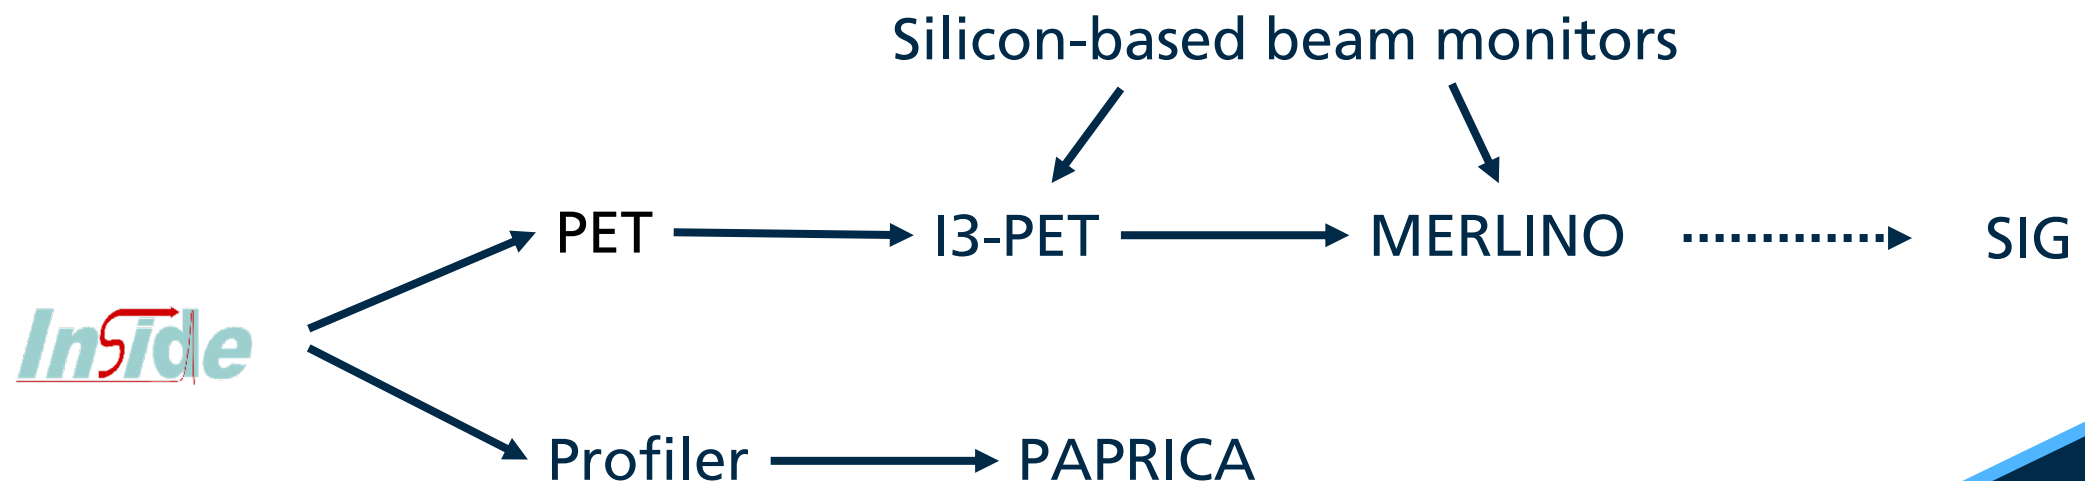 Silicon-based beam monitors
PET
I3-PET
MERLINO
SIG
Inside
Profiler
PAPRICA